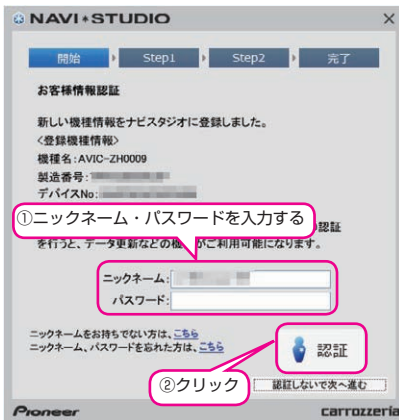 NAVI*STUDIO
開始 Step1 Step2 完了
お客様情報認証
新しい機種情報をナビスタジオに登録しました。
<登録機種情報>
機種名:AVIC-ZH0009
製造番号:
デバイスNo:
①ニックネーム・パスワードを入力する
認証
を行うと、データ更新などの機 がご利用可能になります。
ニックネーム:
パスワード:
ニックネームをお持ちでない方は、こちら
ニックネーム、パスワードを忘れた方は、こちら
認証
②クリック
認証しないで次へ進む
Pioneer carrozzeria